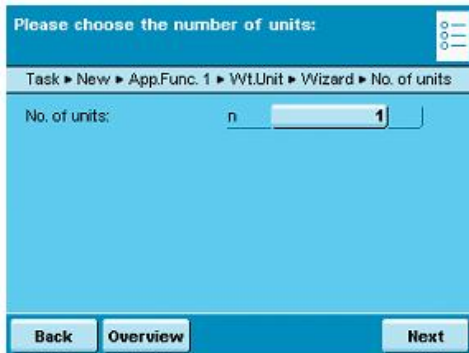 Please choose the number of units:
Task ▸ New ▸ App.Func. 1 ▸ Wt.Unit ▸ Wizard ▸ No. of units
No. of units: n 1
Back Overview Next